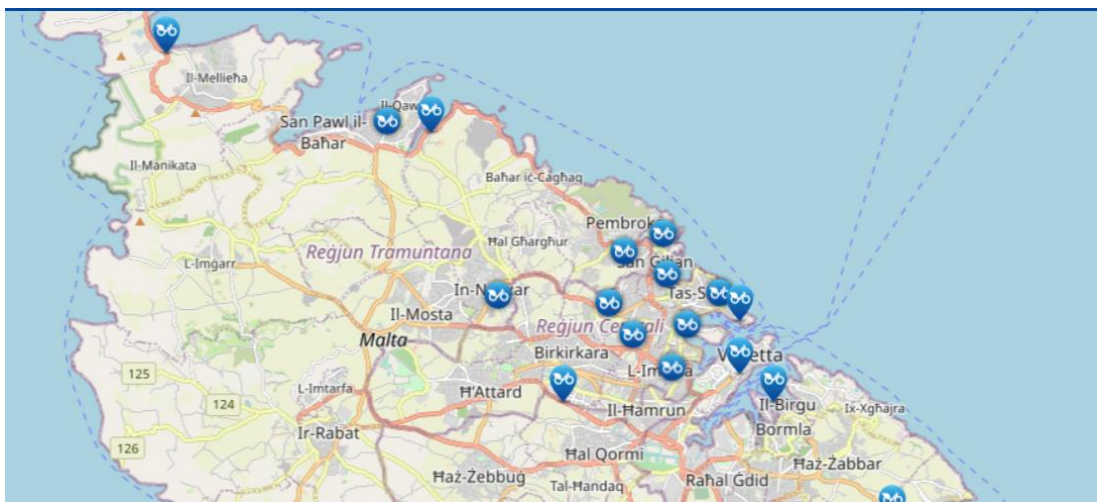 Il-Mellieħa
San Pawl il-
Baħar
Il-Manikata
Baħar iċ-Ċagħaq
Pembrok
Ħal Għargħur
L-Imġarr
Reġjun Tramuntana
Il-Mosta
Malta
Birkirkara
125
124
126
L-Imtarfa
Ħ'Attard
Il-Ħamrun
Il-Birgu
Ix-Xgħajra
Bormla
Ir-Rabat
Ħal Qormi
Ħaż-Żabbar
Ħaż-Żebbuġ
Tal-Ħandaq
Raħal Ġdid